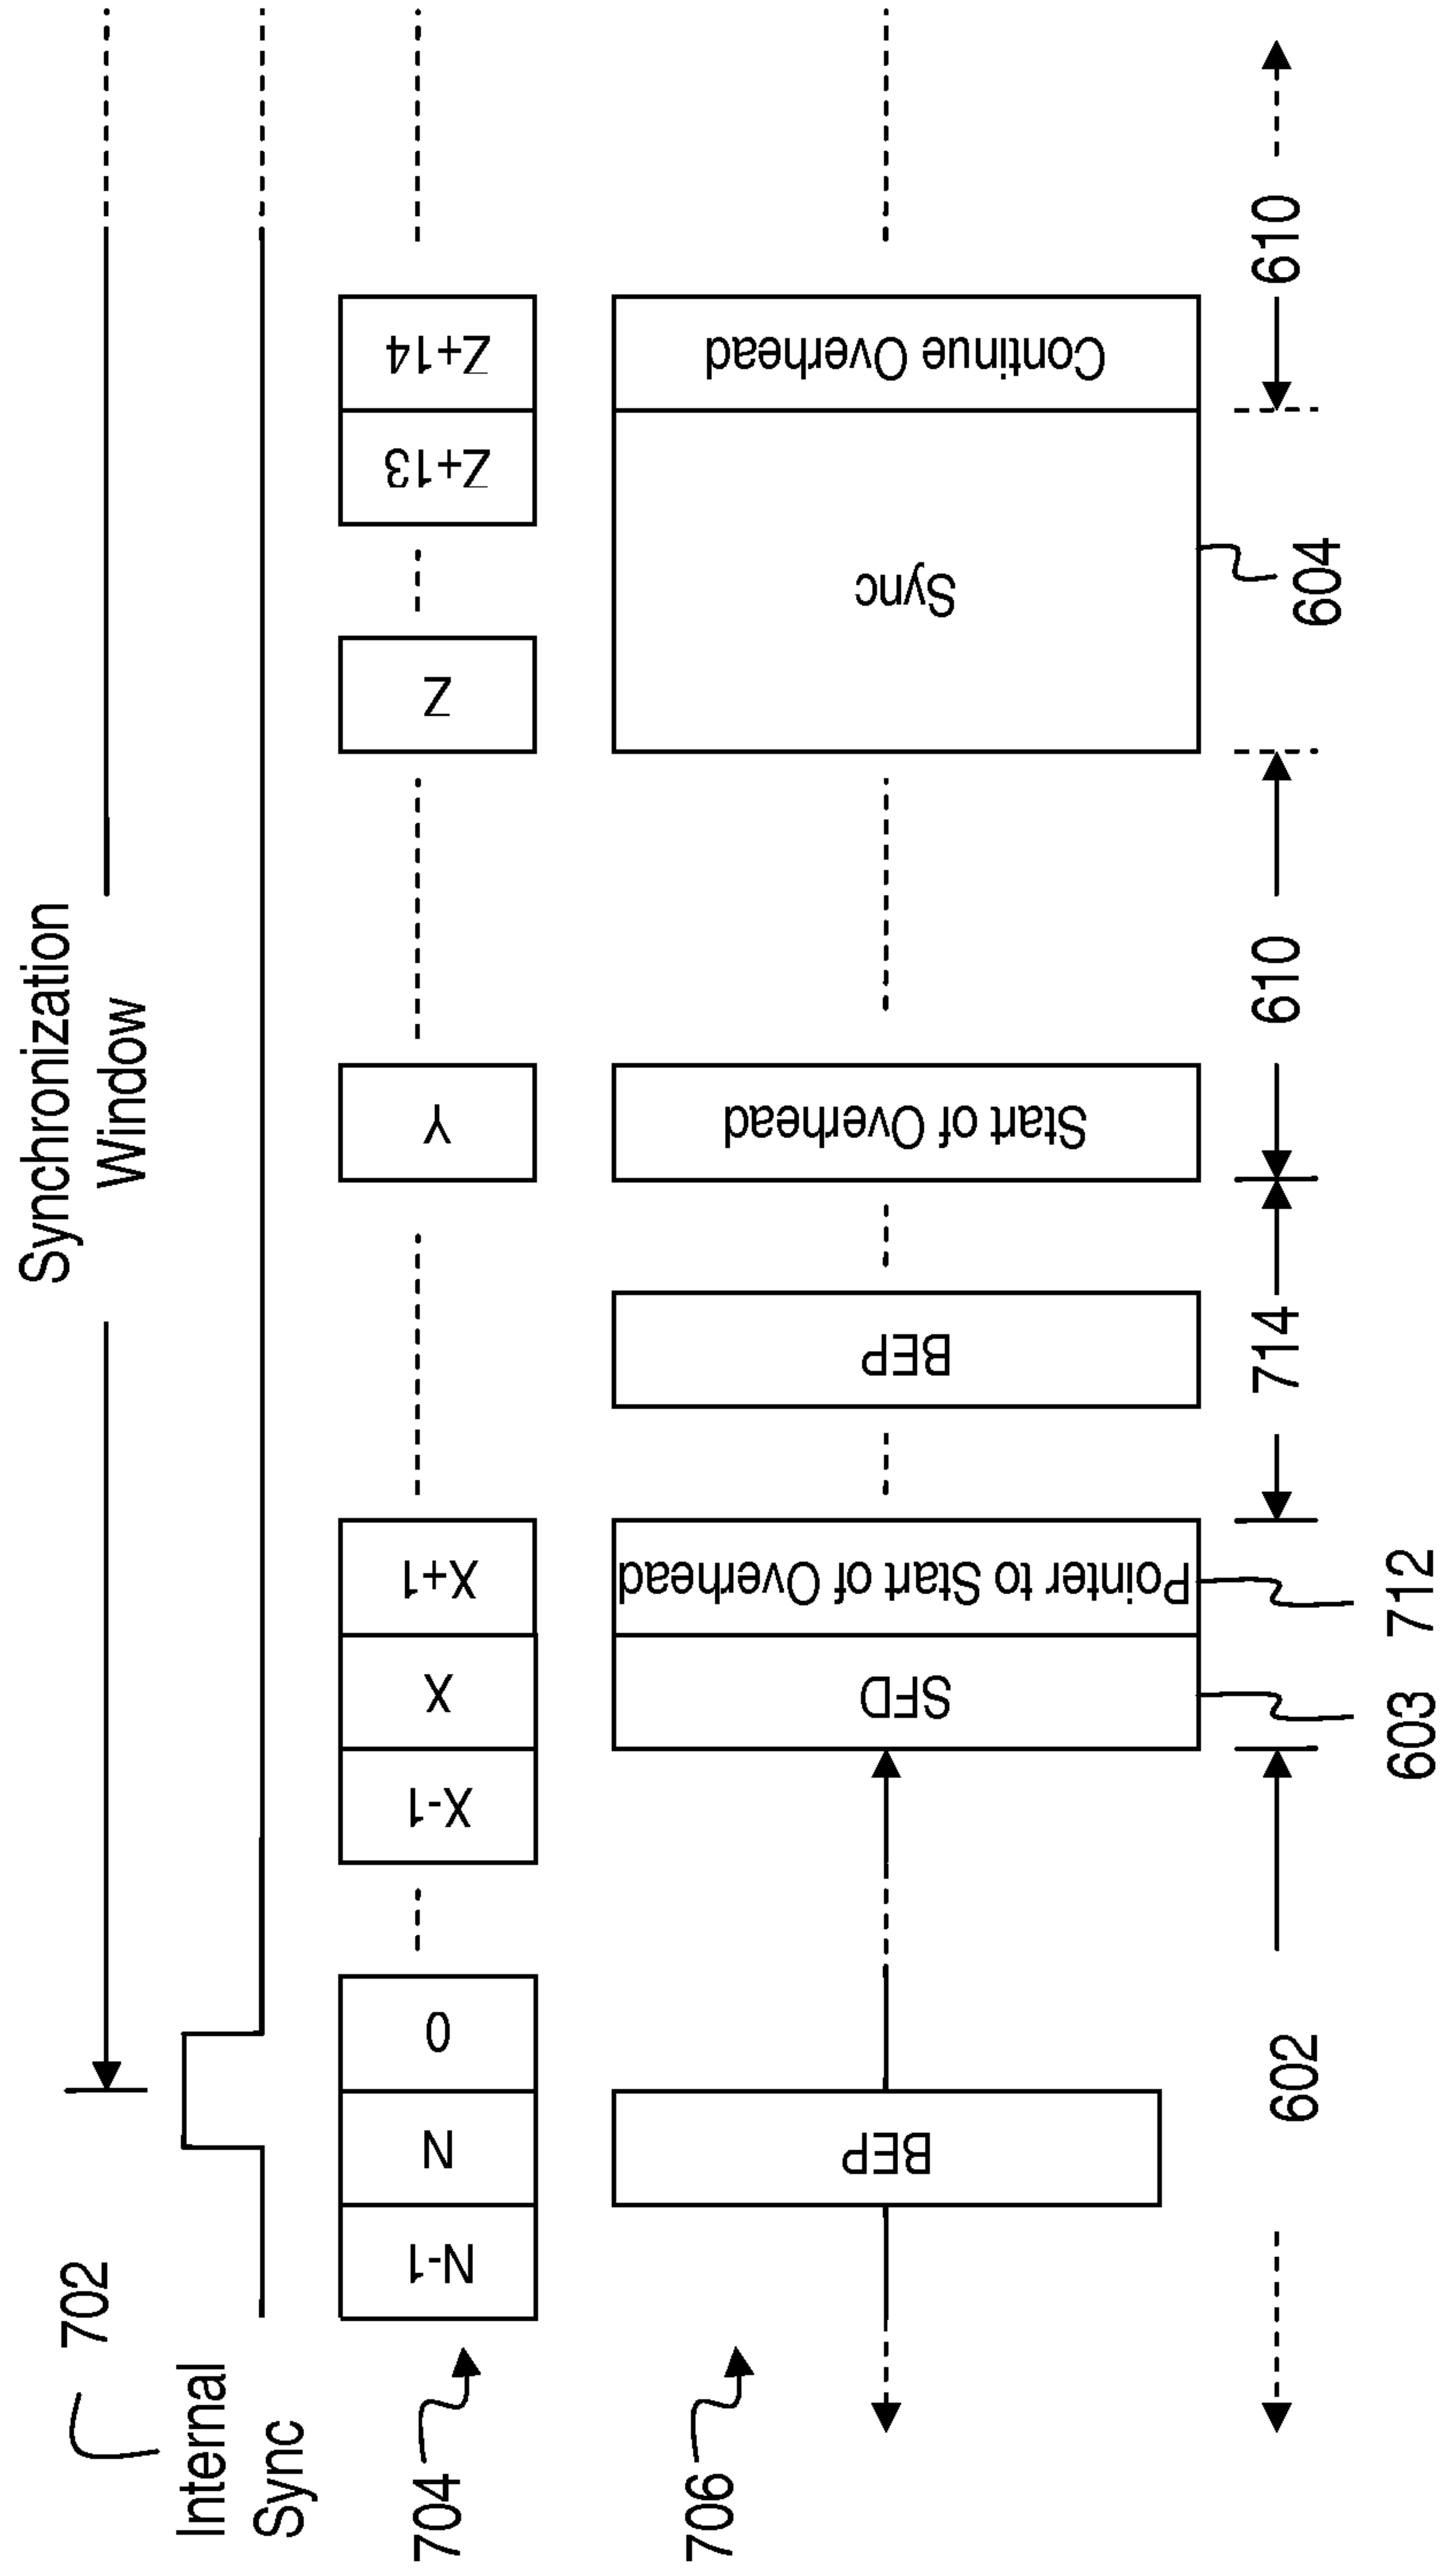 Synchronization
Window
702
Internal
Sync
704
N-1
N
0
X-1
X
X+1
Y
Z
Z+13
Z+14
706
BEP
SFD
Pointer to Start of Overhead
BEP
Start of Overhead
Sync
Continue Overhead
602
714
610
610
604
603
712